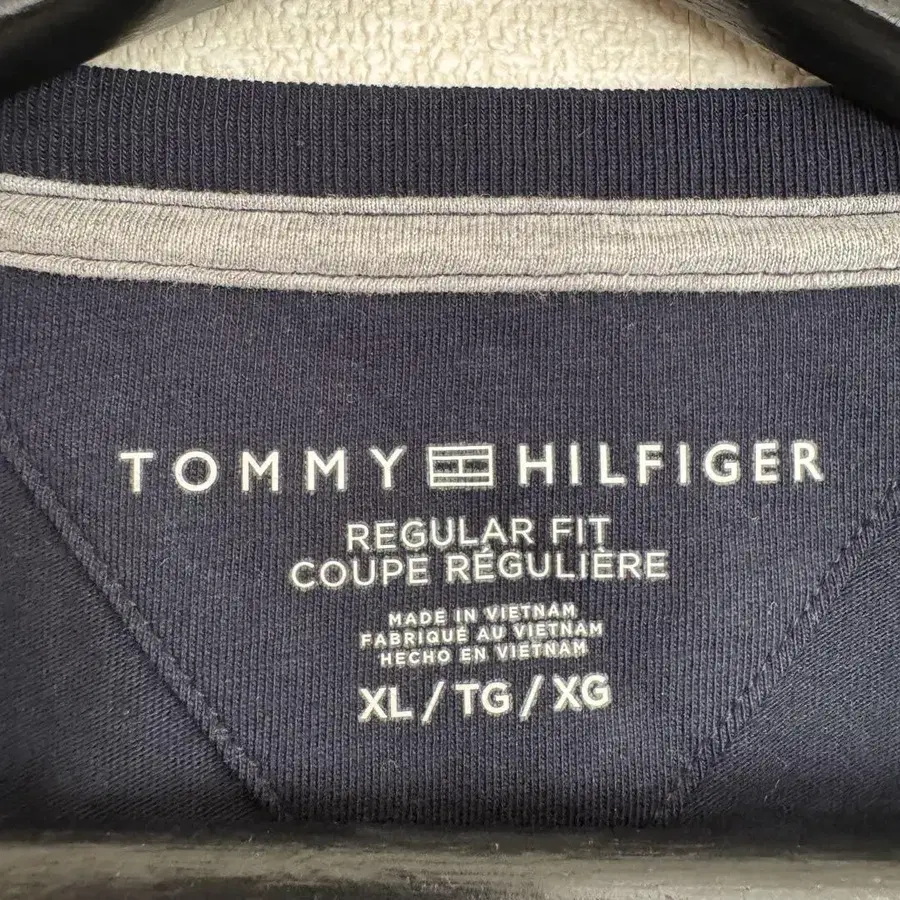 TOMMY HILFIGER
REGULAR FIT
COUPE RÉGULIÈRE
MADE IN VIETNAM
FABRIQUÉ AU VIETNAM
HECHO EN VIETNAM
XL / TG / XG